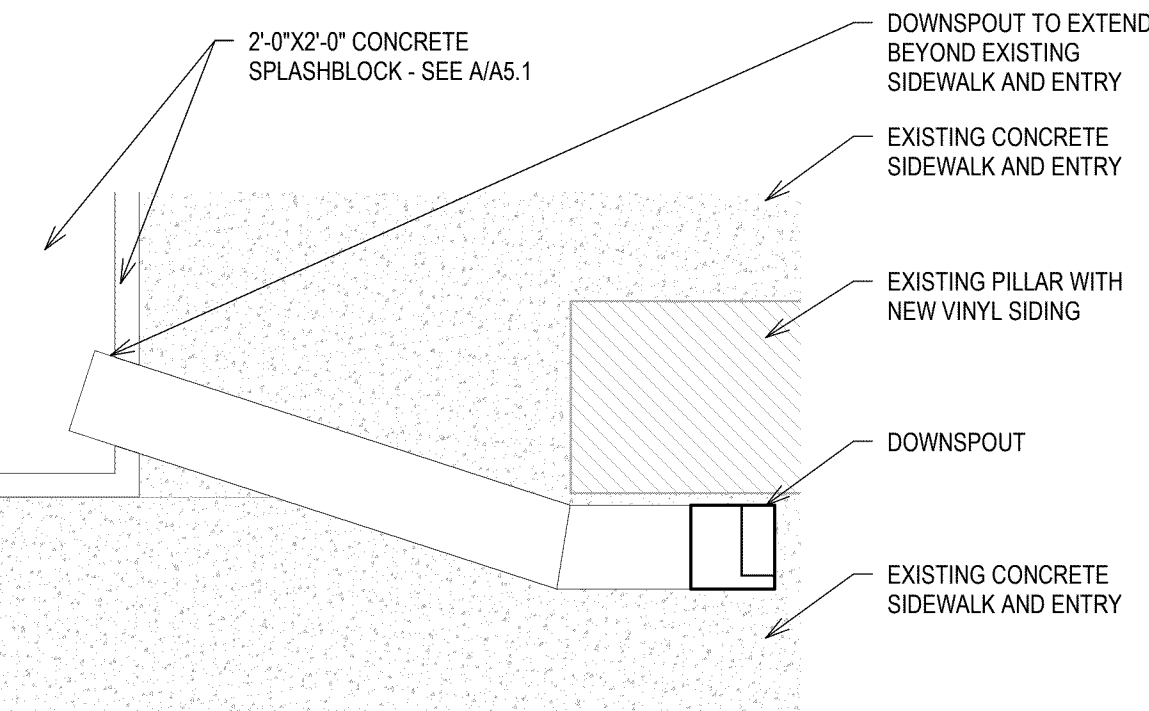 2'-0"X2'-0" CONCRETE
SPLASHBLOCK - SEE A/A5.1
DOWNSPOUT TO EXTEND
BEYOND EXISTING
SIDEWALK AND ENTRY
EXISTING CONCRETE
SIDEWALK AND ENTRY
EXISTING PILLAR WITH
NEW VINYL SIDING
DOWNSPOUT
EXISTING CONCRETE
SIDEWALK AND ENTRY